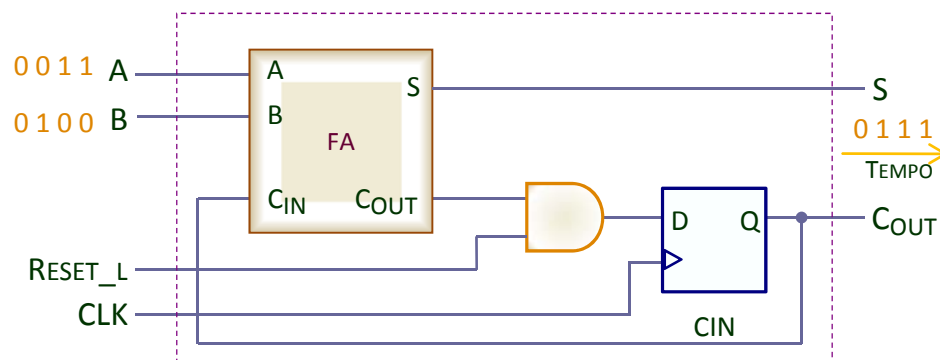 0 0 1 1 A
0 1 0 0 B
A
B
S
FA
CIN COUT
S
0 1 1 1
TEMPO
D Q
COUT
RESET_L
CLK
CIN